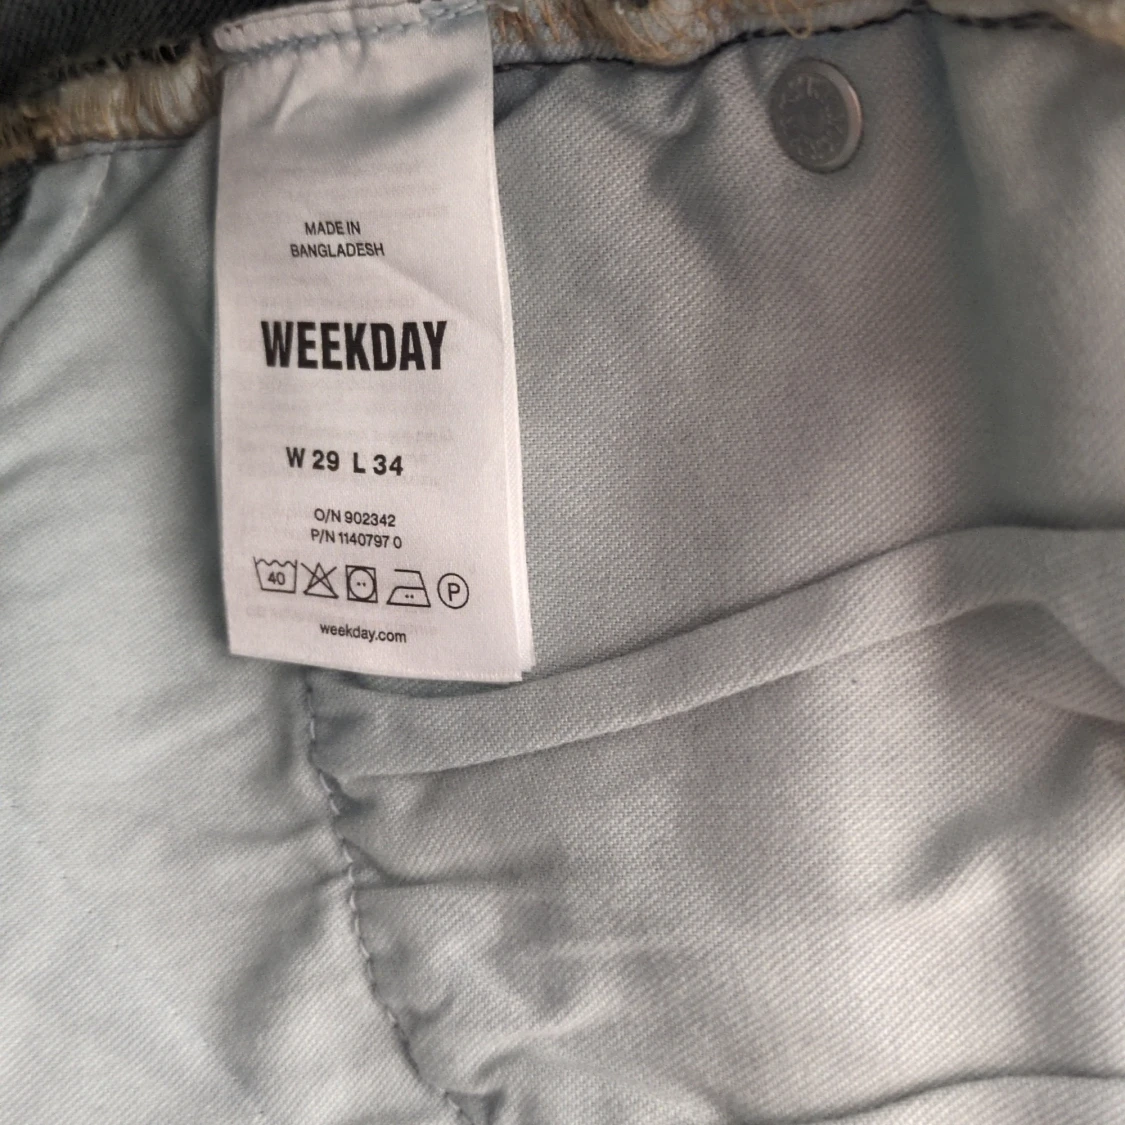 MADE IN
BANGLADESH
WEEKDAY
W 29 L 34
O/N 902342
P/N 1140797 0
40
P
weekday.com